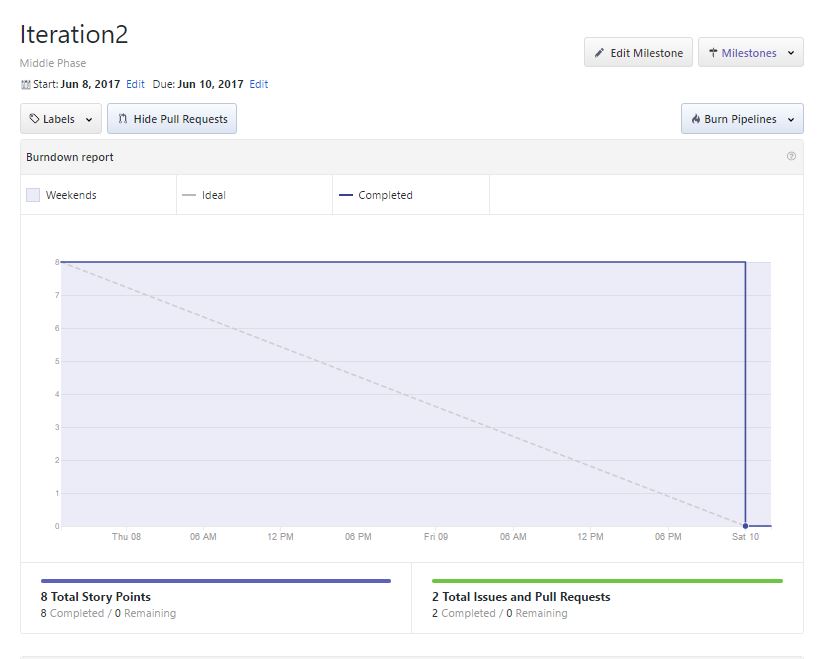 Iteration2
Edit Milestone
Milestones
Middle Phase
Start: Jun 8, 2017 Edit Due: Jun 10, 2017 Edit
Labels
Hide Pull Requests
Burn Pipelines
Burndown report
Weekends
Ideal
Completed
8
7
6
5
4
3
2
1
0
Thu 08 06 AM 12 PM 06 PM Fri 09 06 AM 12 PM 06 PM Sat 10
8 Total Story Points
8 Completed / 0 Remaining
2 Total Issues and Pull Requests
2 Completed / 0 Remaining